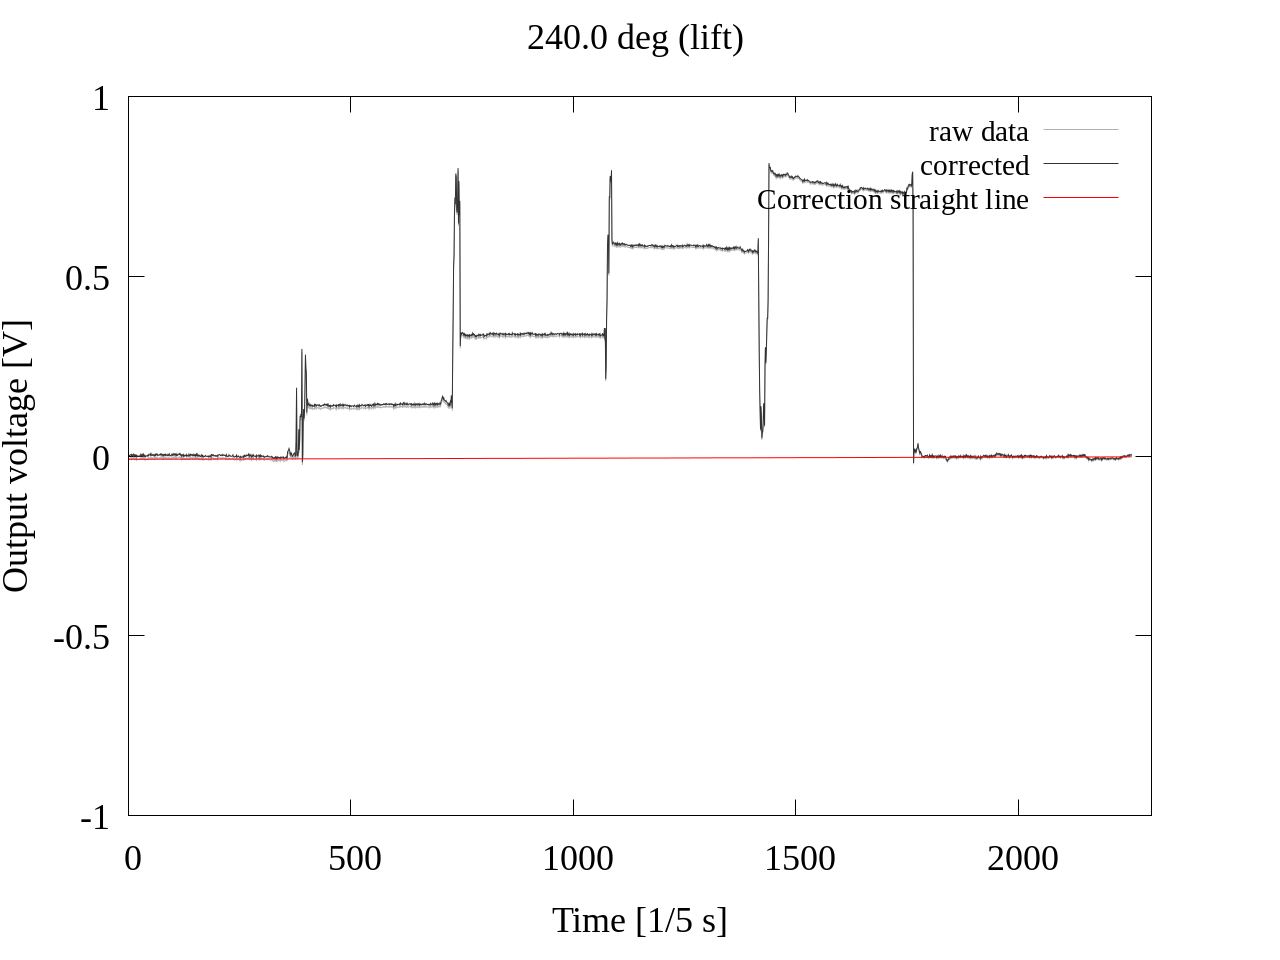 240.0 deg (lift)
1
0.5
0
-0.5
-1
Output voltage [V]
raw data
corrected
Correction straight line
0 500 1000 1500 2000
Time [1/5 s]